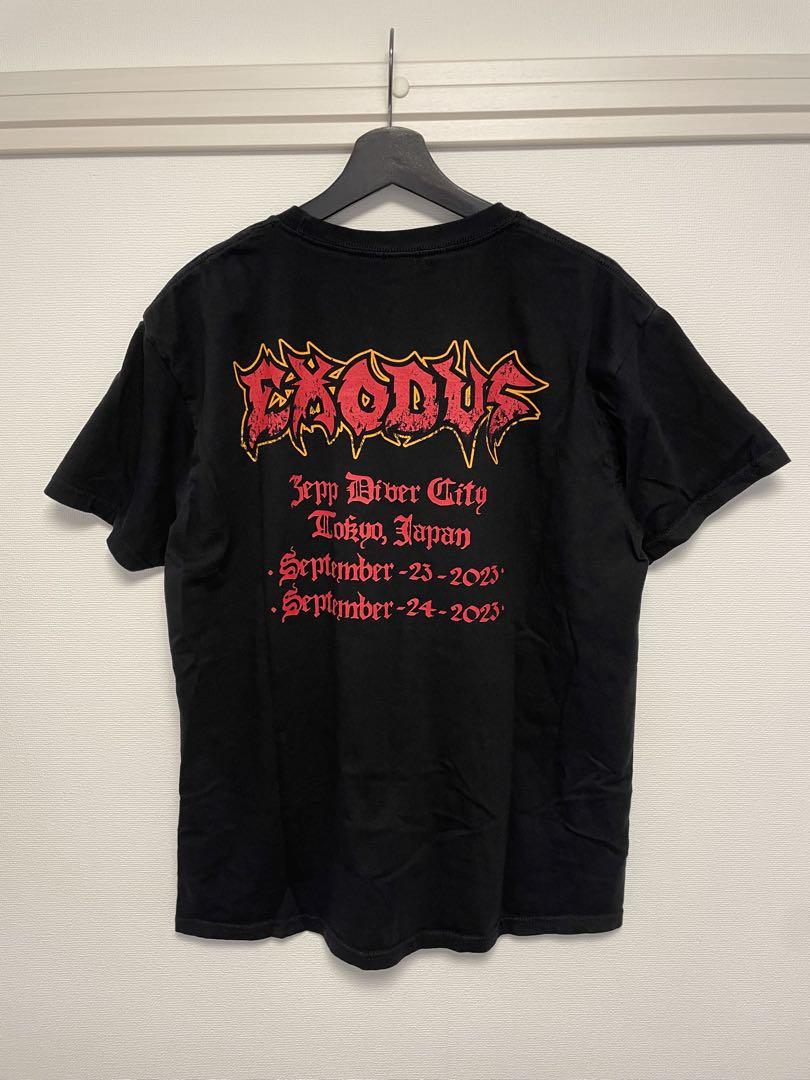 EXODUS
Zepp Diver City
Tokyo, Japan
· September-23-2023·
· September-24-2023·